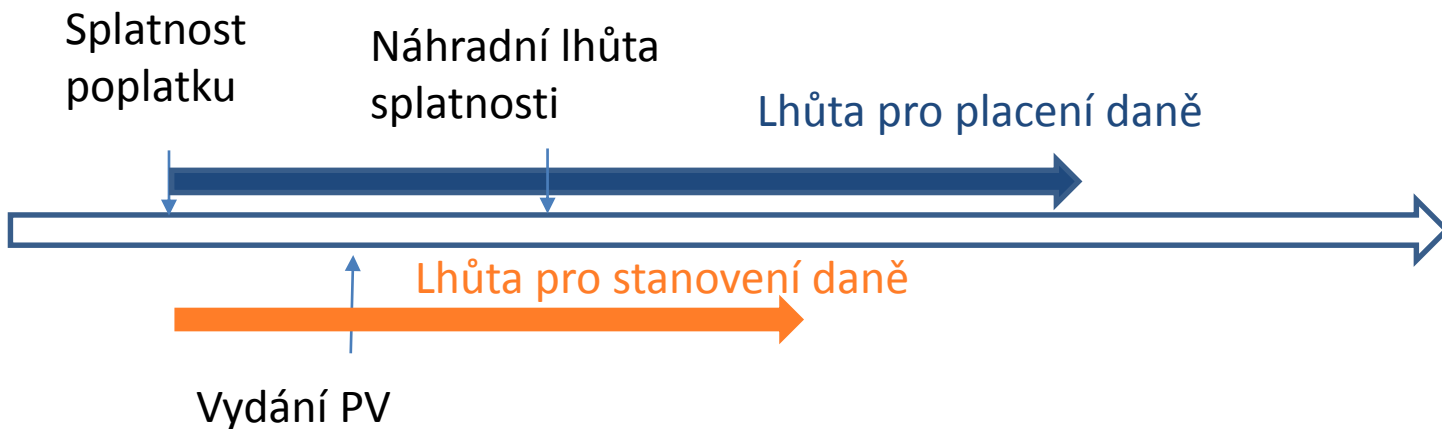 Splatnost
poplatku
Náhradní lhůta
splatnosti
Lhůta pro placení daně
Lhůta pro stanovení daně
Vydání PV